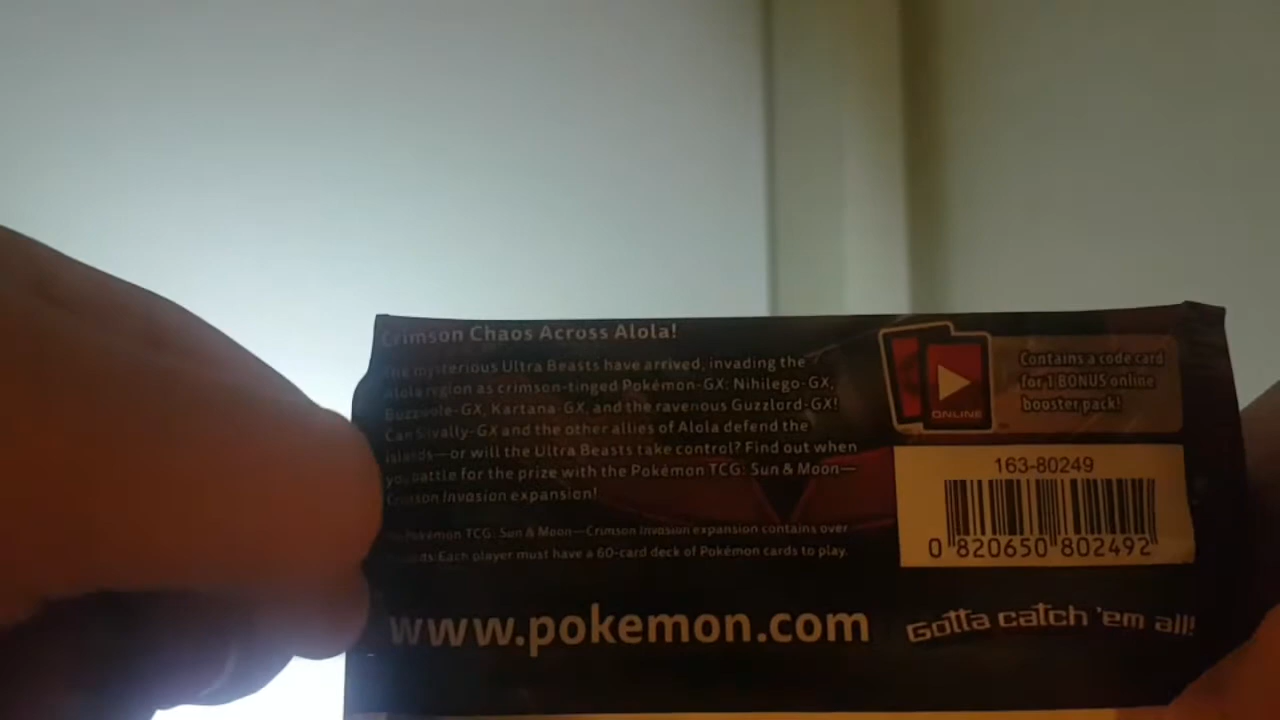 Crimson Chaos Across Alola!
The mysterious Ultra Beasts have arrived, invading the
Alola region as crimson-tinged Pokémon-GX: Nihilego-GX,
Buzzwole-GX, Kartana-GX, and the ravenous Guzzlord-GX!
Can Silvally-GX and the other allies of Alola defend the
islands—or will the Ultra Beasts take control? Find out when
you battle for the prize with the Pokémon TCG: Sun & Moon—
Crimson Invasion expansion!
Pokémon TCG: Sun & Moon—Crimson Invasion expansion contains over
Each player must have a 60-card deck of Pokémon cards to play.
www.pokemon.com
ONLINE
Contains a code card
for 1 BONUS online
booster pack!
163-80249
0 820650 802492
Gotta catch 'em all!